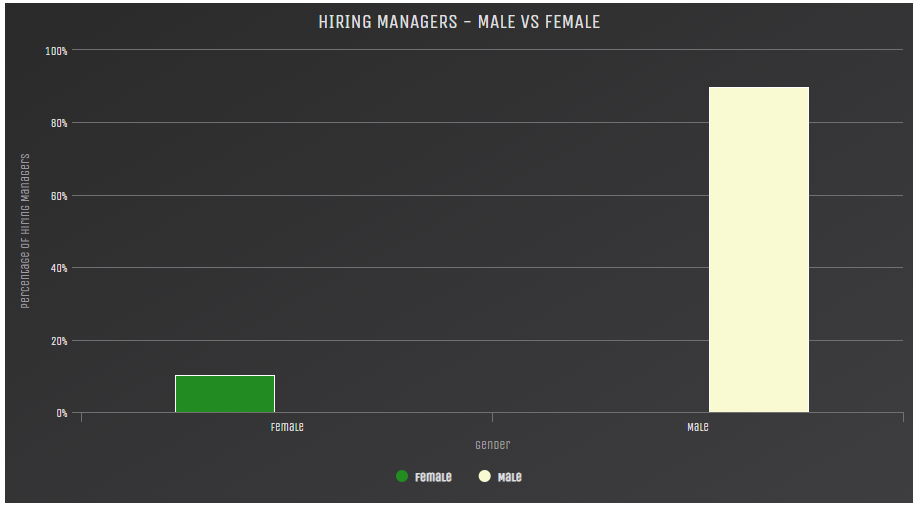 HIRING MANAGERS - MALE VS FEMALE
100%
80%
60%
40%
20%
0%
Percentage of Hiring Managers
Female
Male
Gender
Female
Male